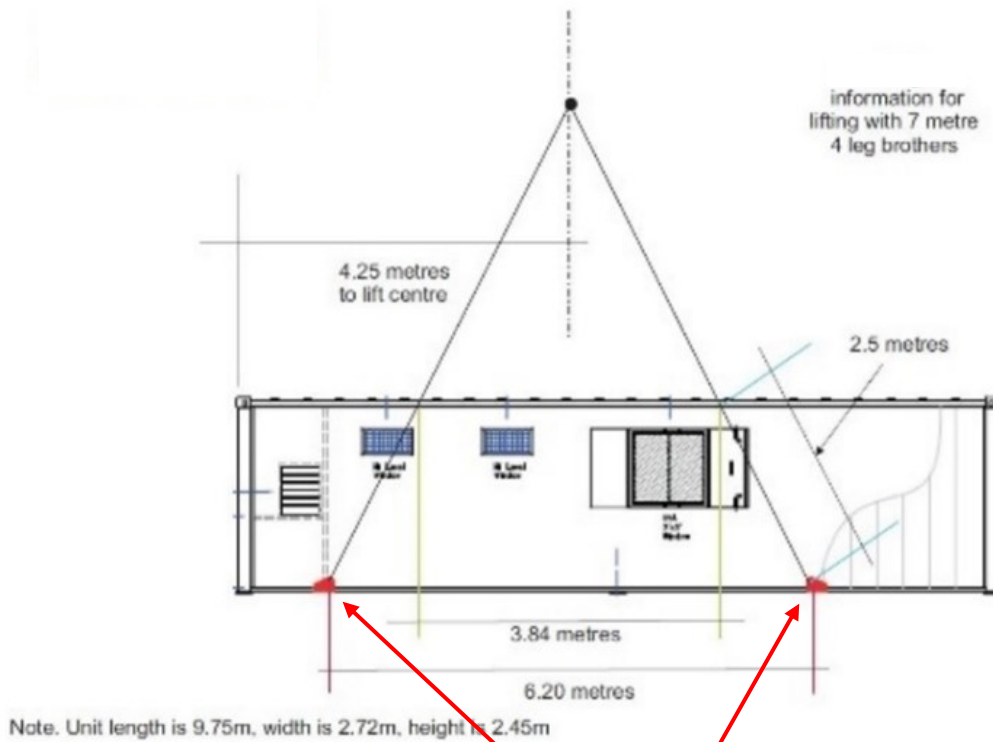 information for
lifting with 7 metre
4 leg brothers
4.25 metres
to lift centre
2.5 metres
3.84 metres
6.20 metres
Note. Unit length is 9.75m, width is 2.72m, height is 2.45m